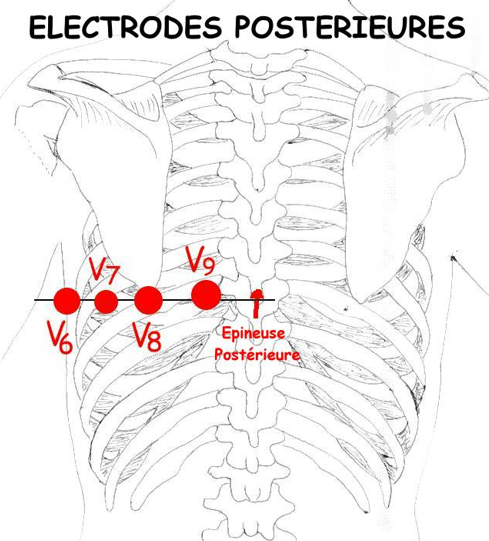 ELECTRODES POSTERIEURES
V9
V7
V6
V8
Epineuse
Postérieure